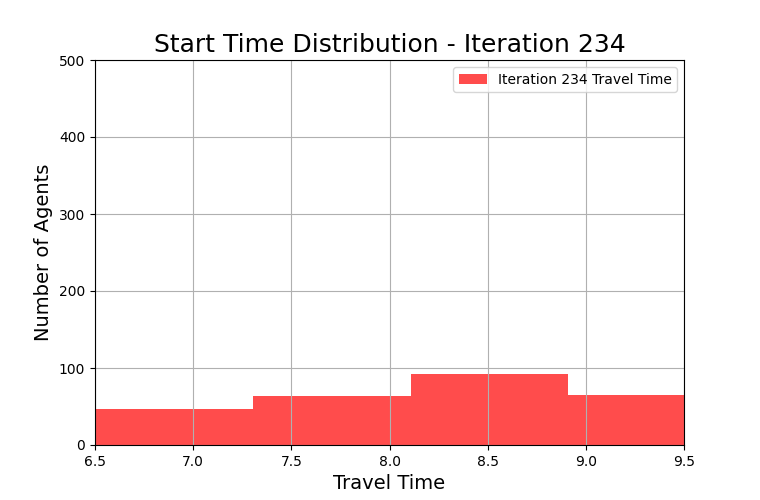 Start Time Distribution - Iteration 234
Iteration 234 Travel Time
Number of Agents
500
400
300
200
100
0
6.5 7.0 7.5 8.0 8.5 9.0 9.5
Travel Time